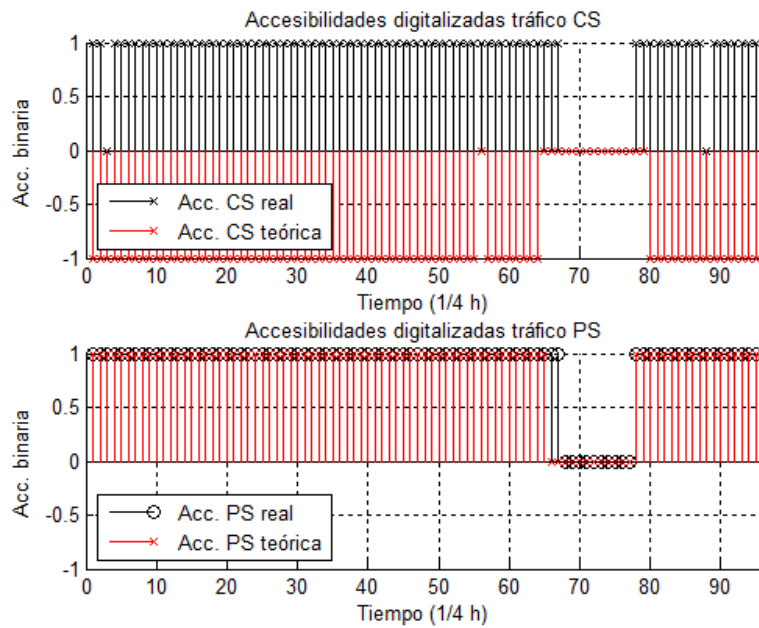 Accesibilidades digitalizadas tráfico CS
1
0.5
0
-0.5
-1
Acc. binaria
Acc. CS real
Acc. CS teórica
0 10 20 30 40 50 60 70 80 90
Tiempo (1/4 h)
Accesibilidades digitalizadas tráfico PS
1
0.5
0
-0.5
-1
Acc. binaria
Acc. PS real
Acc. PS teórica
0 10 20 30 40 50 60 70 80 90
Tiempo (1/4 h)